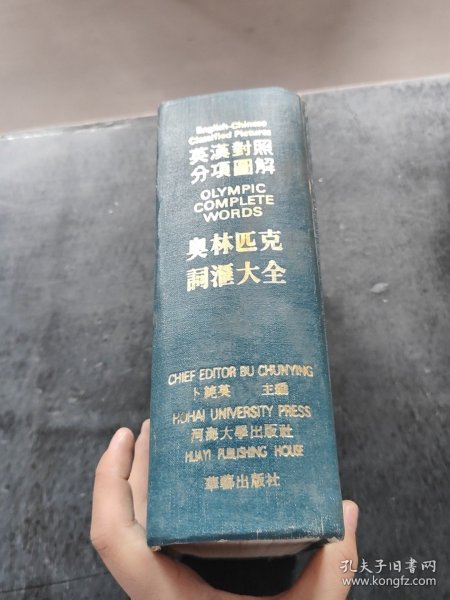 English-Chinese
Classified Pictures
英漢對照
分項圖解
OLYMPIC
COMPLETE
WORDS
奥林匹克
詞滙大全
CHIEF EDITOR BU CHUNYING
卜純英 主編
HOHAI UNIVERSITY PRESS
河海大學出版社
HUAYI PUBLISHING HOUSE
華藝出版社
孔夫子旧书网
www.kongfz.com